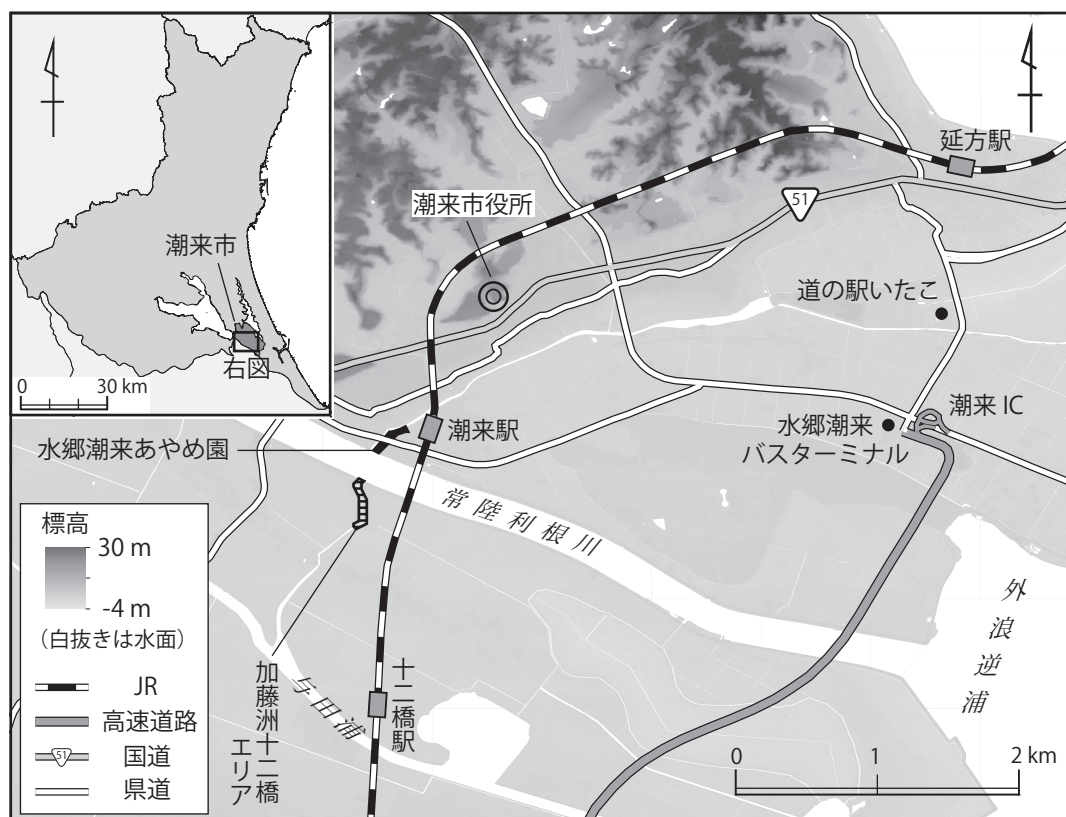 潮来市
右図
0 30 km
延方駅
潮来市役所
51
道の駅いたこ
潮来 IC
水郷潮来
バスターミナル
潮来駅
水郷潮来あやめ園
常陸利根川
外浪逆浦
与田浦
十二橋駅
加藤洲十二橋
エリア
標高
30 m
-4 m
(白抜きは水面)
JR
高速道路
51
国道
県道
0 1 2 km